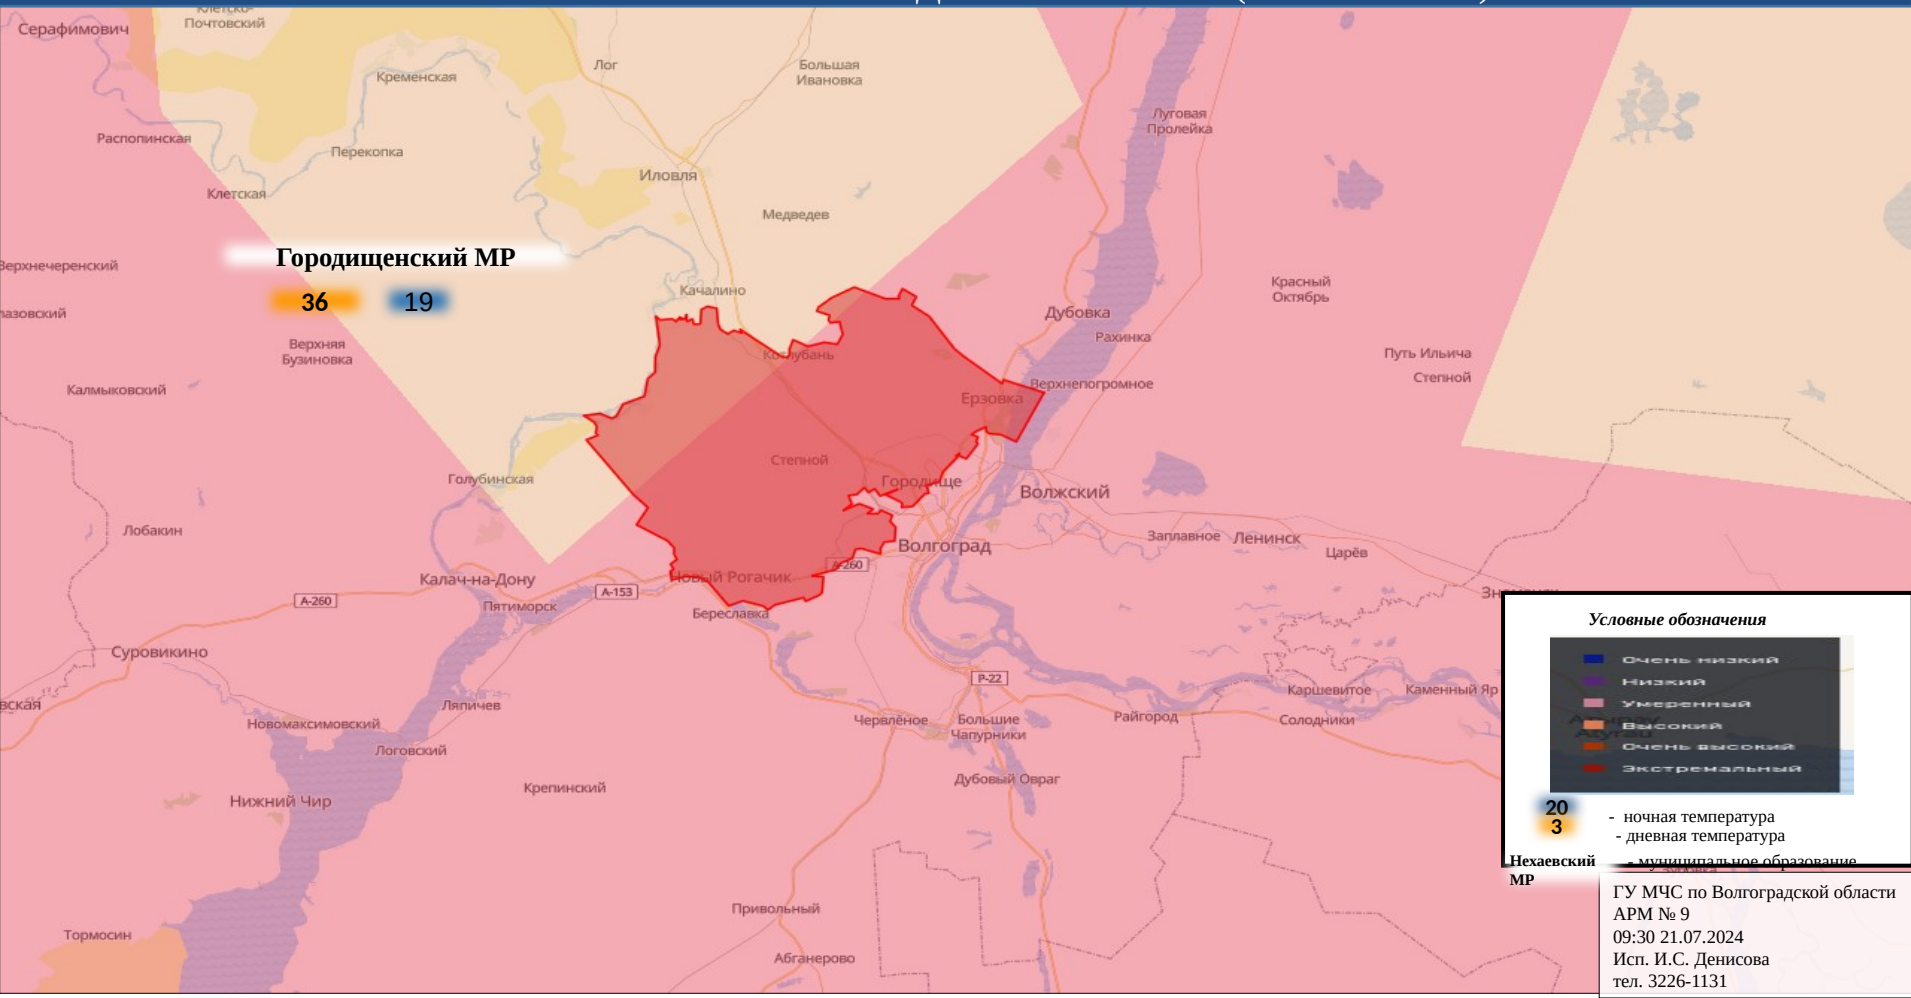 Серафимович
Клетско-
Почтовский
Кременская
Лог
Большая
Ивановка
Луговая
Пролейка
Распопинская
Перекопка
Клетская
Иловля
Медведев
Городищенский МР
36
19
Верхнечеренский
Качалино
Красный
Октябрь
Дубовка
Рахинка
Верхняя
Бузиновка
Котлубань
Путь Ильича
Степной
Калмыковский
Верхнепогромное
Ерзовка
Степной
Голубинская
Городище
Волжский
Лобакин
Волгоград
Заплавное
Ленинск
Царёв
А-260
Калач-на-Дону
Новый Рогачик
А-153
А-260
Пятиморск
Береславка
Суровикино
Р-22
Каршевитое
Каменный Яр
вская
Ляпичев
Новомаксимовский
Червлёное
Большие
Чапурники
Райгород
Солодники
Логовский
Дубовый Овраг
Крепинский
Нижний Чир
Привольный
Тормосин
Абганерово
Условные обозначения
Очень низкий
Низкий
Умеренный
Высокий
Очень высокий
Экстремальный
Atyrau
20
3
- ночная температура
- дневная температура
Нехаевский
МР
- муниципальное образование
ГУ МЧС по Волгоградской области
АРМ № 9
09:30 21.07.2024
Исп. И.С. Денисова
тел. 3226-1131